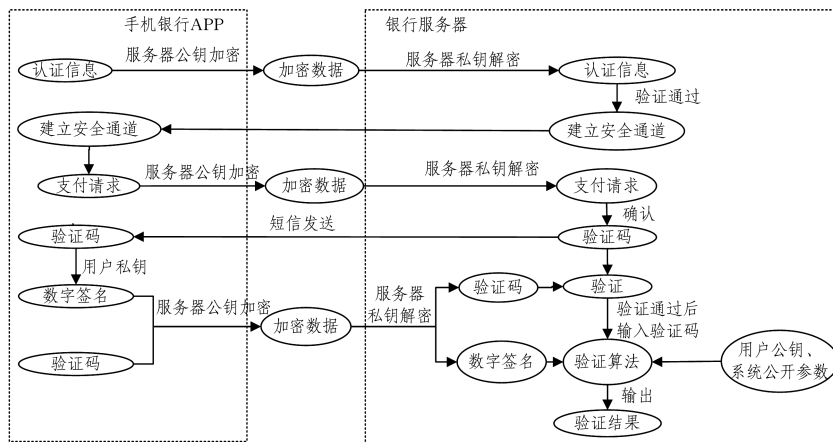 手机银行APP
银行服务器
认证信息
服务器公钥加密
加密数据
服务器私钥解密
认证信息
验证通过
建立安全通道
建立安全通道
支付请求
服务器公钥加密
加密数据
服务器私钥解密
支付请求
确认
验证码
短信发送
验证码
用户私钥
数字签名
验证码
服务器公钥加密
加密数据
服务器
私钥解密
验证码
验证
验证通过后
输入验证码
数字签名
验证算法
用户公钥、
系统公开参数
输出
验证结果